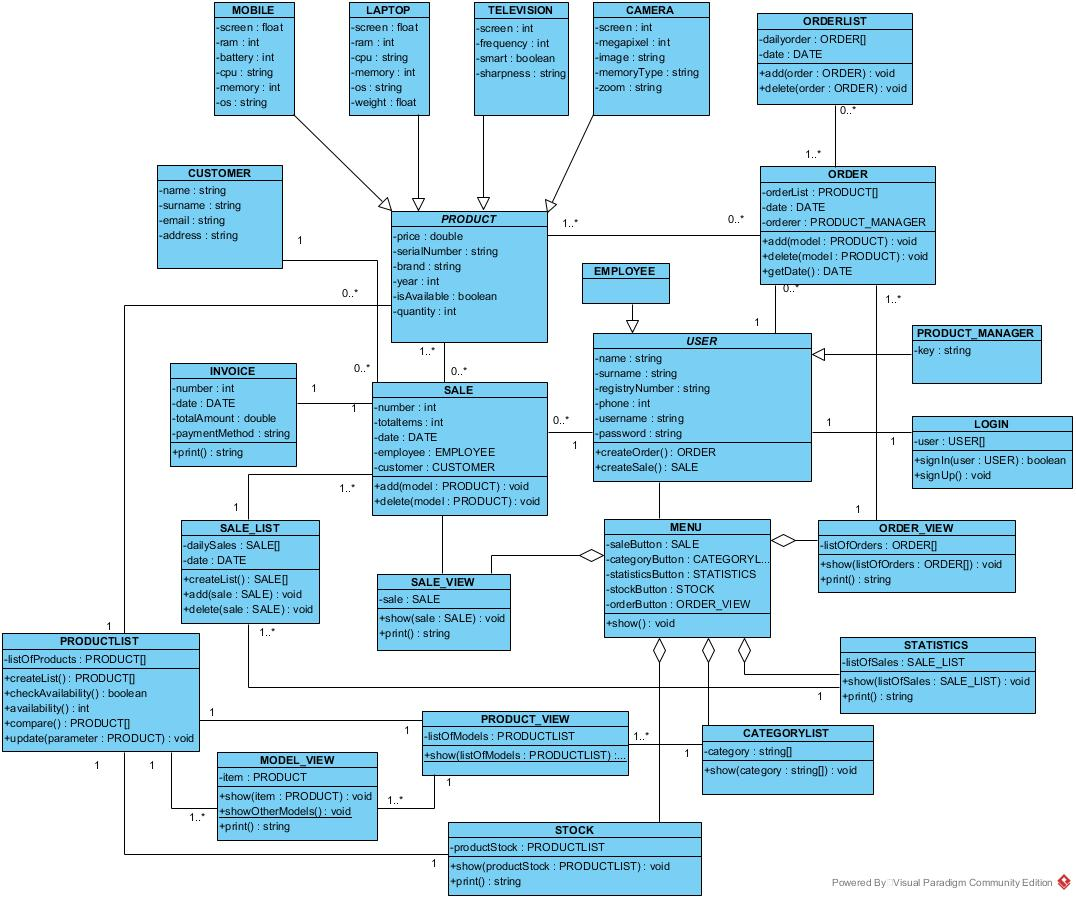 MOBILE
-screen : float
-ram : int
-battery : int
-cpu : string
-memory : int
-os : string
LAPTOP
-screen : float
-ram : int
-cpu : string
-memory : int
-os : string
-weight : float
TELEVISION
-screen : int
-frequency : int
-smart : boolean
-sharpness : string
CAMERA
-screen : int
-megapixel : int
-image : string
-memoryType : string
-zoom : string
ORDERLIST
-dailyorder : ORDER[]
-date : DATE
+add(order : ORDER) : void
+delete(order : ORDER) : void
0..*
1..*
CUSTOMER
-name : string
-surname : string
-email : string
-address : string
1
PRODUCT
-price : double
-serialNumber : string
-brand : string
-year : int
-isAvailable : boolean
-quantity : int
1..*
0..*
ORDER
-orderList : PRODUCT[]
-date : DATE
-orderer : PRODUCT_MANAGER
+add(model : PRODUCT) : void
+delete(model : PRODUCT) : void
+getDate() : DATE
0..*
1..*
0..*
EMPLOYEE
1
USER
-name : string
-surname : string
-registryNumber : string
-phone : int
-username : string
-password : string
+createOrder() : ORDER
+createSale() : SALE
PRODUCT_MANAGER
-key : string
1..*
0..*
0..*
INVOICE
-number : int
-date : DATE
-totalAmount : double
-paymentMethod : string
+print() : string
1
1
SALE
-number : int
-totaItems : int
-date : DATE
-employee : EMPLOYEE
-customer : CUSTOMER
+add(model : PRODUCT) : void
+delete(model : PRODUCT) : void
0..*
1
1
1
LOGIN
-user : USER[]
+signIn(user : USER) : boolean
+signUp() : void
1..*
1
1
SALE_LIST
-dailySales : SALE[]
-date : DATE
+createList() : SALE[]
+add(sale : SALE) : void
+delete(sale : SALE) : void
1..*
SALE_VIEW
-sale : SALE
+show(sale : SALE) : void
+print() : string
MENU
-saleButton : SALE
-categoryButton : CATEGORYL...
-statisticsButton : STATISTICS
-stockButton : STOCK
-orderButton : ORDER_VIEW
+show() : void
ORDER_VIEW
-listOfOrders : ORDER[]
+show(listOfOrders : ORDER[]) : void
+print() : string
1
PRODUCTLIST
-listOfProducts : PRODUCT[]
+createList() : PRODUCT[]
+checkAvailability() : boolean
+availability() : int
+compare() : PRODUCT[]
+update(parameter : PRODUCT) : void
STATISTICS
-listOfSales : SALE_LIST
+show(listOfSales : SALE_LIST) : void
+print() : string
1
1
1
PRODUCT_VIEW
-listOfModels : PRODUCTLIST
+show(listOfModels : PRODUCTLIST) :...
1..*
1
CATEGORYLIST
-category : string[]
+show(category : string[]) : void
1
1
MODEL_VIEW
-item : PRODUCT
+show(item : PRODUCT) : void
+showOtherModels() : void
+print() : string
1..*
1..*
1
STOCK
-productStock : PRODUCTLIST
+show(productStock : PRODUCTLIST) : void
+print() : string
1
Powered By Visual Paradigm Community Edition